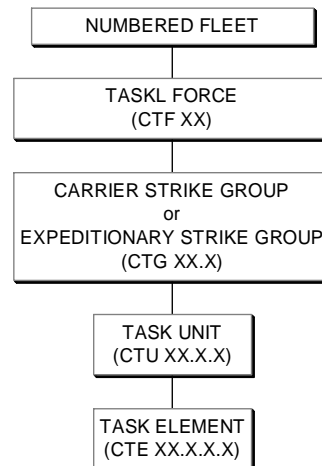 NUMBERED FLEET
TASKL FORCE
(CTF XX)
CARRIER STRIKE GROUP
or
EXPEDITIONARY STRIKE GROUP
(CTG XX.X)
TASK UNIT
(CTU XX.X.X)
TASK ELEMENT
(CTE XX.X.X.X)